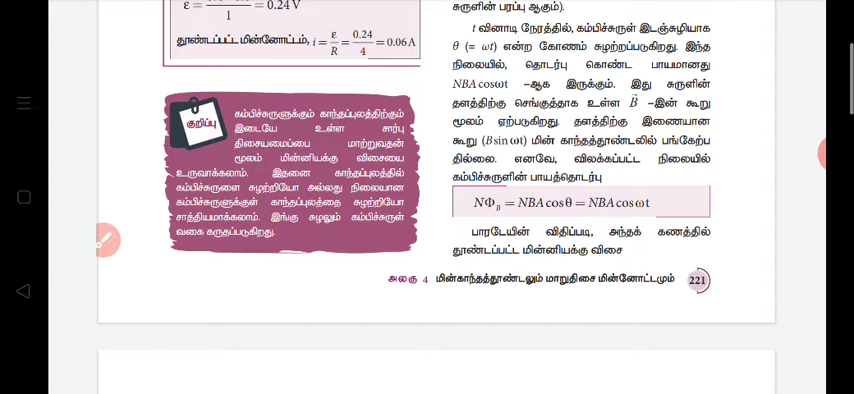 ε = = 0.24 V
1
தூண்டப்பட்ட மின்னோட்டம், i = ε/R = 0.24/4 = 0.06 A
குறிப்பு
கம்பிச்சுருளுக்கும் காந்தப்புலத்திற்கும்
இடையே உள்ள சார்பு
திசையமைப்பை மாற்றுவதன்
மூலம் மின்னியக்கு விசையை
உருவாக்கலாம். இதனை காந்தப்புலத்தில்
கம்பிச்சுருளை சுழற்றியோ அல்லது நிலையான
கம்பிச்சுருளுக்குள் காந்தப்புலத்தை சுழற்றியோ
சாத்தியமாக்கலாம். இங்கு சுழலும் கம்பிச்சுருள்
வகை கருதப்படுகிறது.
சுருளின் பரப்பு ஆகும்).
t வினாடி நேரத்தில், கம்பிச்சுருள் இடஞ்சுழியாக
θ (= ωt) என்ற கோணம் சுழற்றப்படுகிறது. இந்த
நிலையில், தொடர்பு கொண்ட பாயமானது
NBA cosωt –ஆக இருக்கும். இது சுருளின்
தளத்திற்கு செங்குத்தாக உள்ள B⃗ –இன் கூறு
மூலம் ஏற்படுகிறது. தளத்திற்கு இணையான
கூறு (B sin ωt) மின் காந்தத்தூண்டலில் பங்கேற்ப
தில்லை. எனவே, விலக்கப்பட்ட நிலையில்
கம்பிச்சுருளின் பாயத்தொடர்பு
NΦ_B = NBA cos θ = NBA cos ωt
பாரடேயின் விதிப்படி, அந்தக் கணத்தில்
தூண்டப்பட்ட மின்னியக்கு விசை
அலகு 4 மின்காந்தத்தூண்டலும் மாறுதிசை மின்னோட்டமும் 221